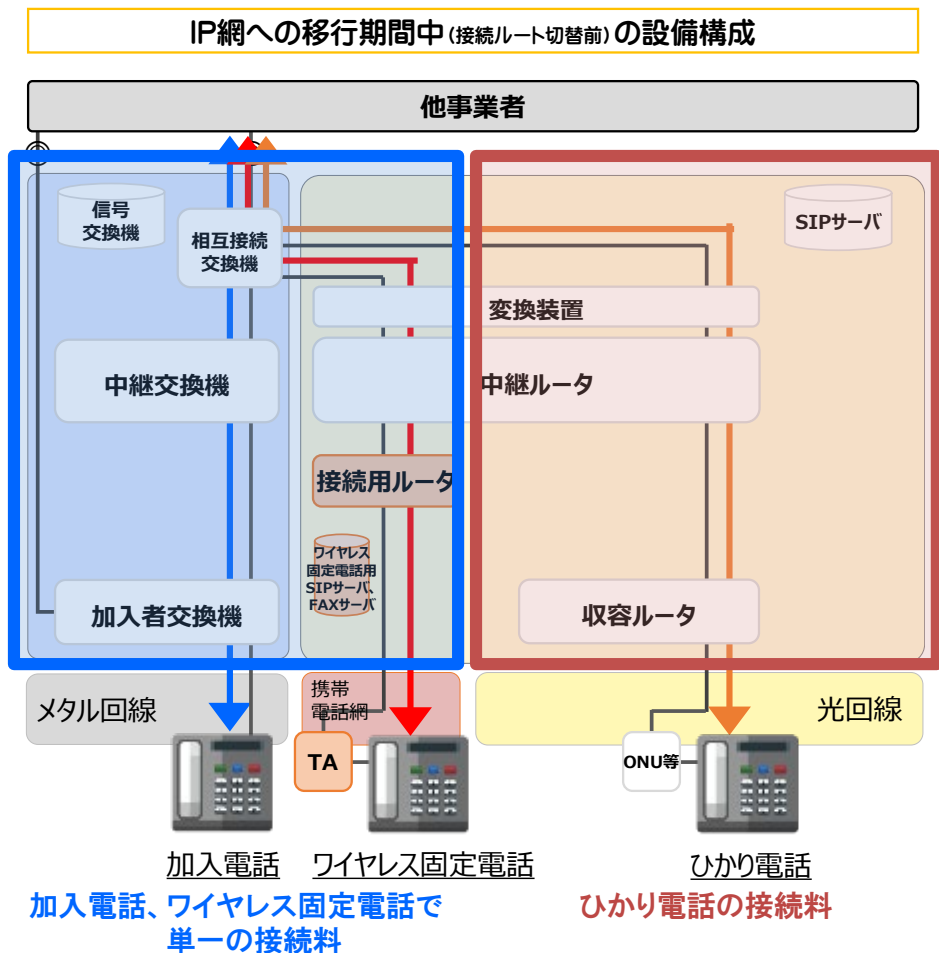 IP網への移行期間中(接続ルート切替前)の設備構成
他事業者
信号
交換機
相互接続
交換機
SIPサーバ
変換装置
中継交換機
中継ルータ
接続用ルータ
ワイヤレス
固定電話用
SIPサーバ、
FAXサーバ
加入者交換機
収容ルータ
メタル回線
携帯
電話網
光回線
TA
ONU等
加入電話
ワイヤレス固定電話
ひかり電話
加入電話、ワイヤレス固定電話で
単一の接続料
ひかり電話の接続料